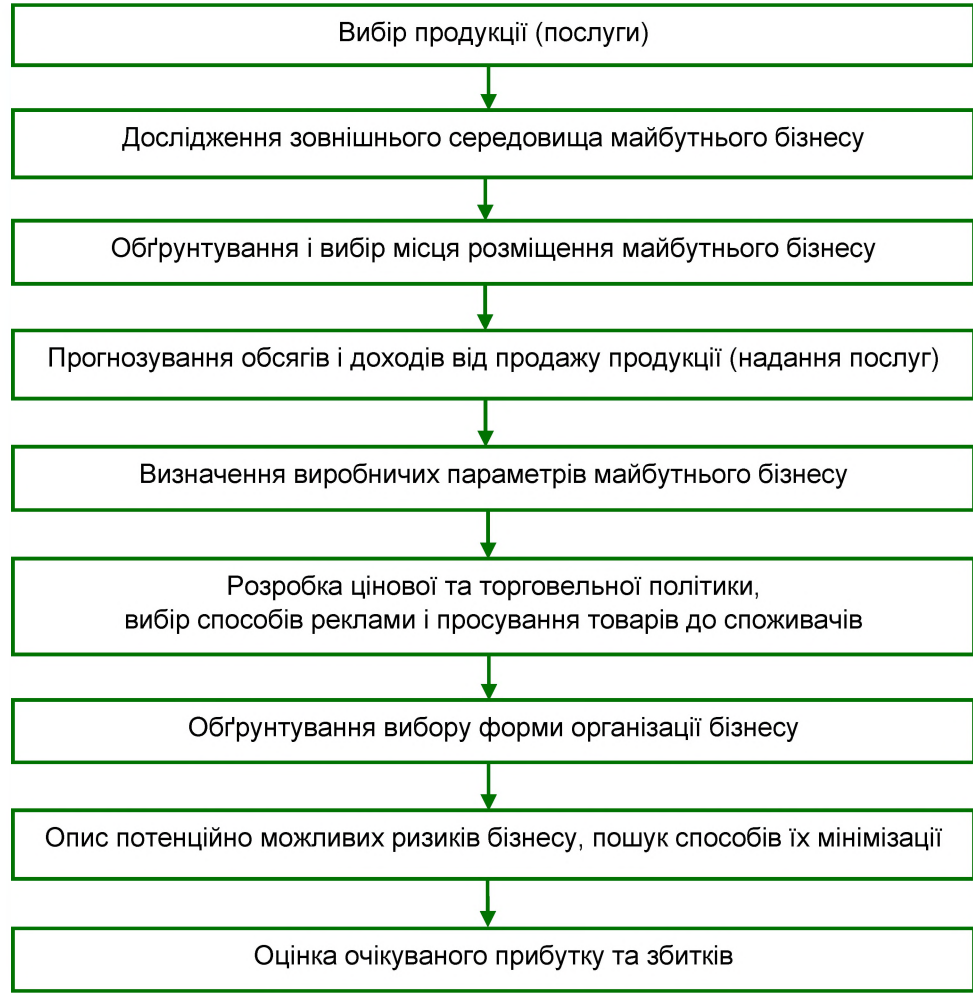 Вибір продукції (послуги)
Дослідження зовнішнього середовища майбутнього бізнесу
Обґрунтування і вибір місця розміщення майбутнього бізнесу
Прогнозування обсягів і доходів від продажу продукції (надання послуг)
Визначення виробничих параметрів майбутнього бізнесу
Розробка цінової та торговельної політики,
вибір способів реклами і просування товарів до споживачів
Обґрунтування вибору форми організації бізнесу
Опис потенційно можливих ризиків бізнесу, пошук способів їх мінімізації
Оцінка очікуваного прибутку та збитків